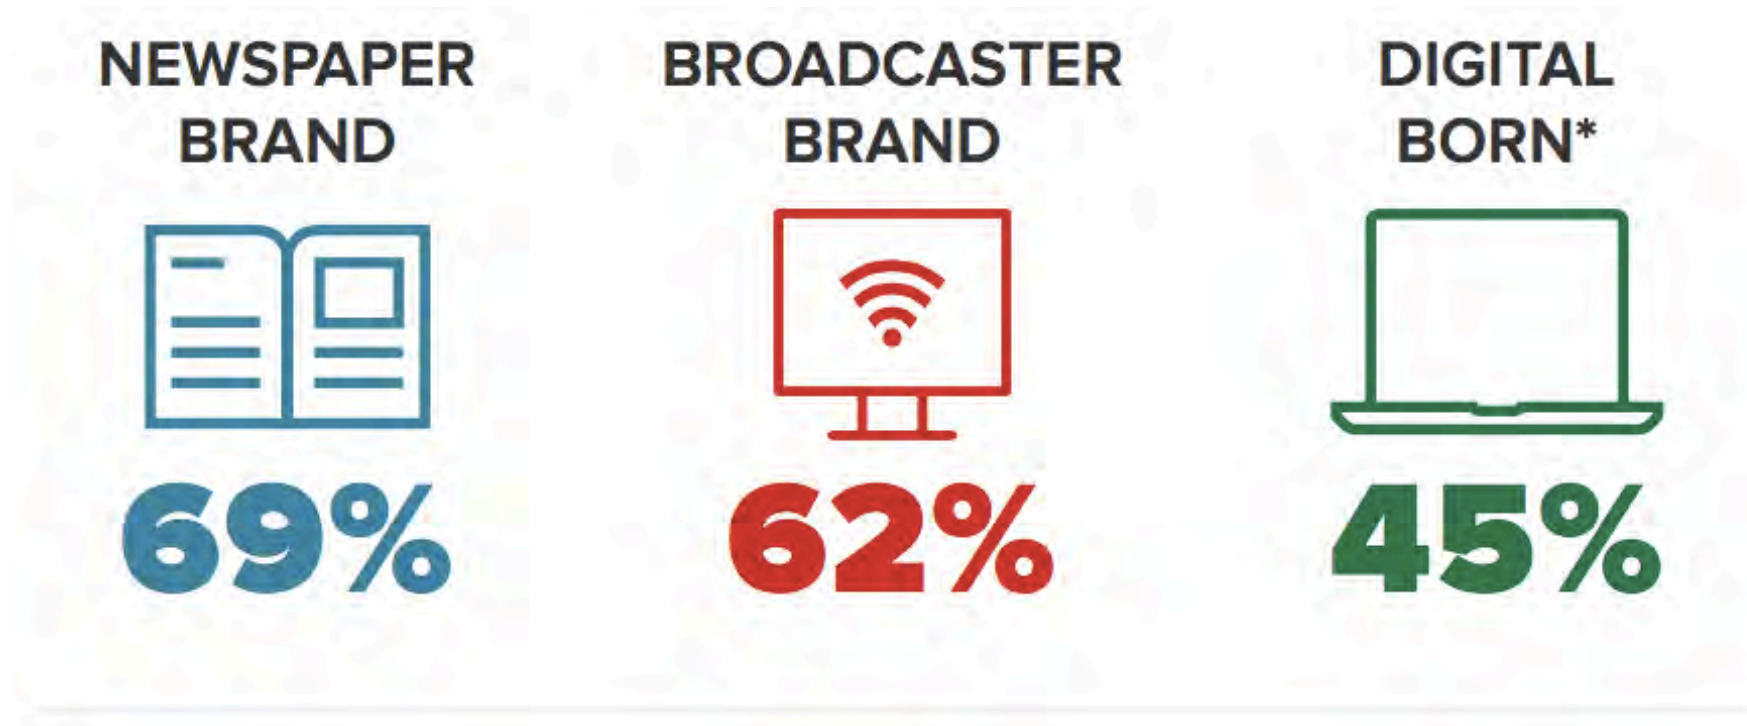 NEWSPAPER
BRAND
69%
BROADCASTER
BRAND
62%
DIGITAL
BORN*
45%